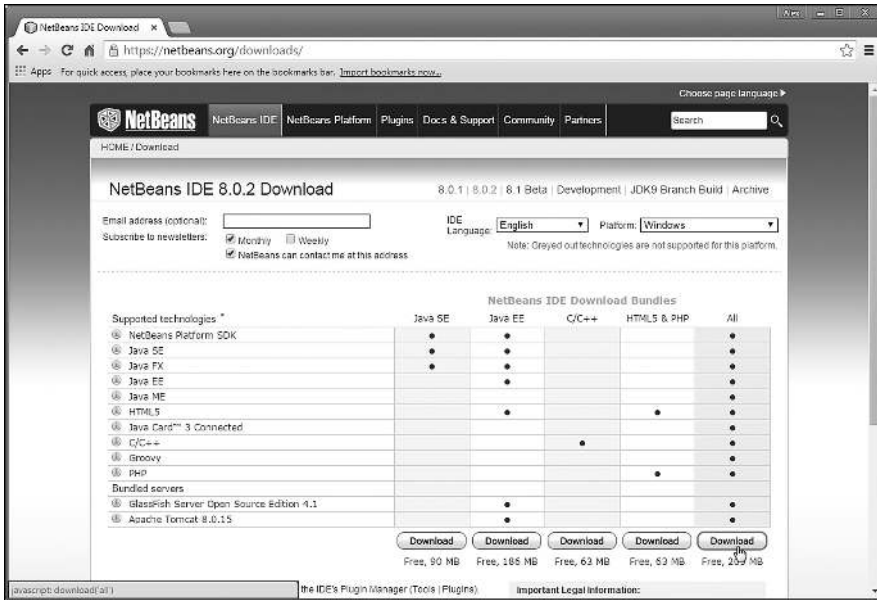 NetBeans IDE Download
https://netbeans.org/downloads/
Apps For quick access, place your bookmarks here on the bookmarks bar. Import bookmarks now...
Choose page language
NetBeans NetBeans IDE NetBeans Platform Plugins Docs & Support Community Partners Search
HOME / Download
NetBeans IDE 8.0.2 Download 8.0.1 | 8.0.2 | 8.1 Beta | Development | JDK9 Branch Build | Archive
Email address (optional):
IDE Language: English Platform: Windows
Subscribe to newsletters: Monthly Weekly
NetBeans can contact me at this address
Note: Greyed out technologies are not supported for this platform.
NetBeans IDE Download Bundles
Supported technologies * Java SE Java EE C/C++ HTML5 & PHP All
NetBeans Platform SDK
Java SE
Java FX
Java EE
Java ME
HTML5
Java Card™ 3 Connected
C/C++
Groovy
PHP
Bundled servers
GlassFish Server Open Source Edition 4.1
Apache Tomcat 8.0.15
Download Download Download Download Download
Free, 90 MB Free, 186 MB Free, 63 MB Free, 63 MB Free, MB
javascript: download('all') the IDE's Plugin Manager (Tools | Plugins). Important Legal Information: